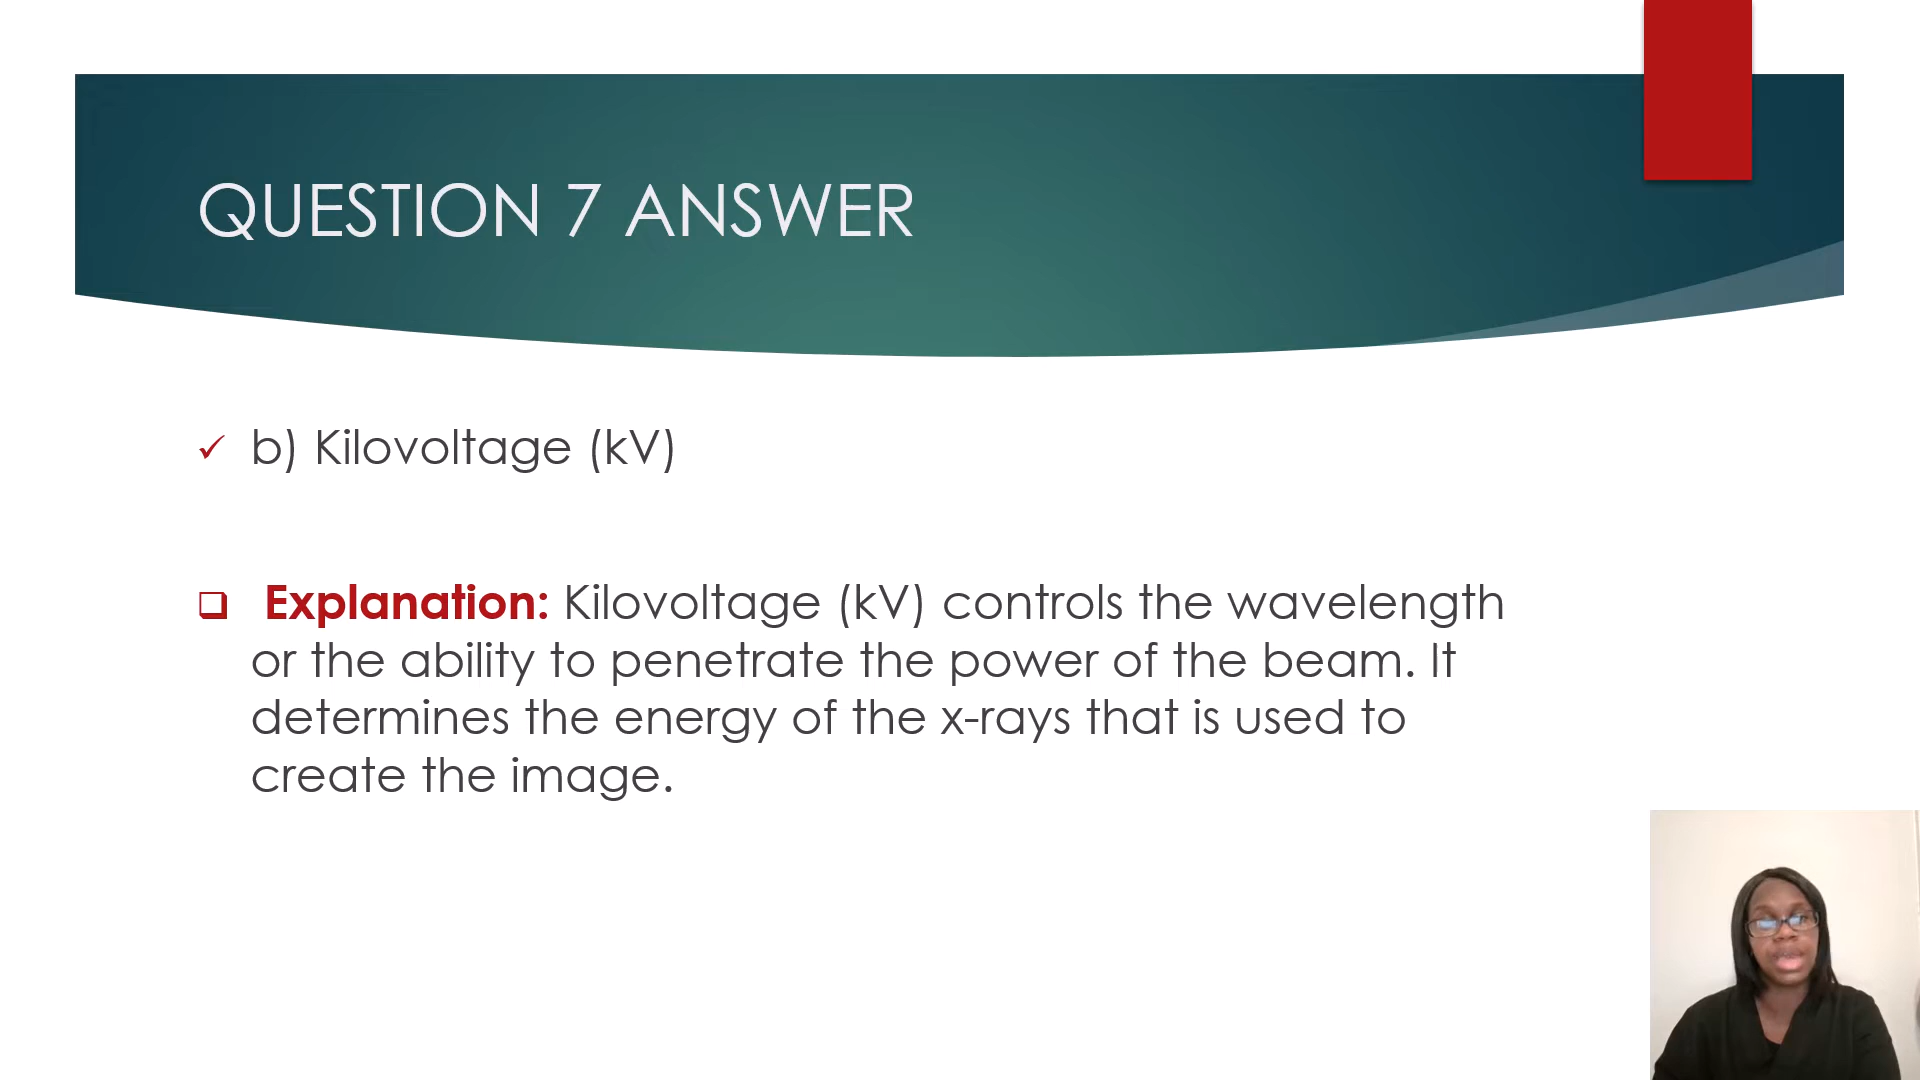 QUESTION 7 ANSWER
b) Kilovoltage (kV)
Explanation: Kilovoltage (kV) controls the wavelength
or the ability to penetrate the power of the beam. It
determines the energy of the x-rays that is used to
create the image.